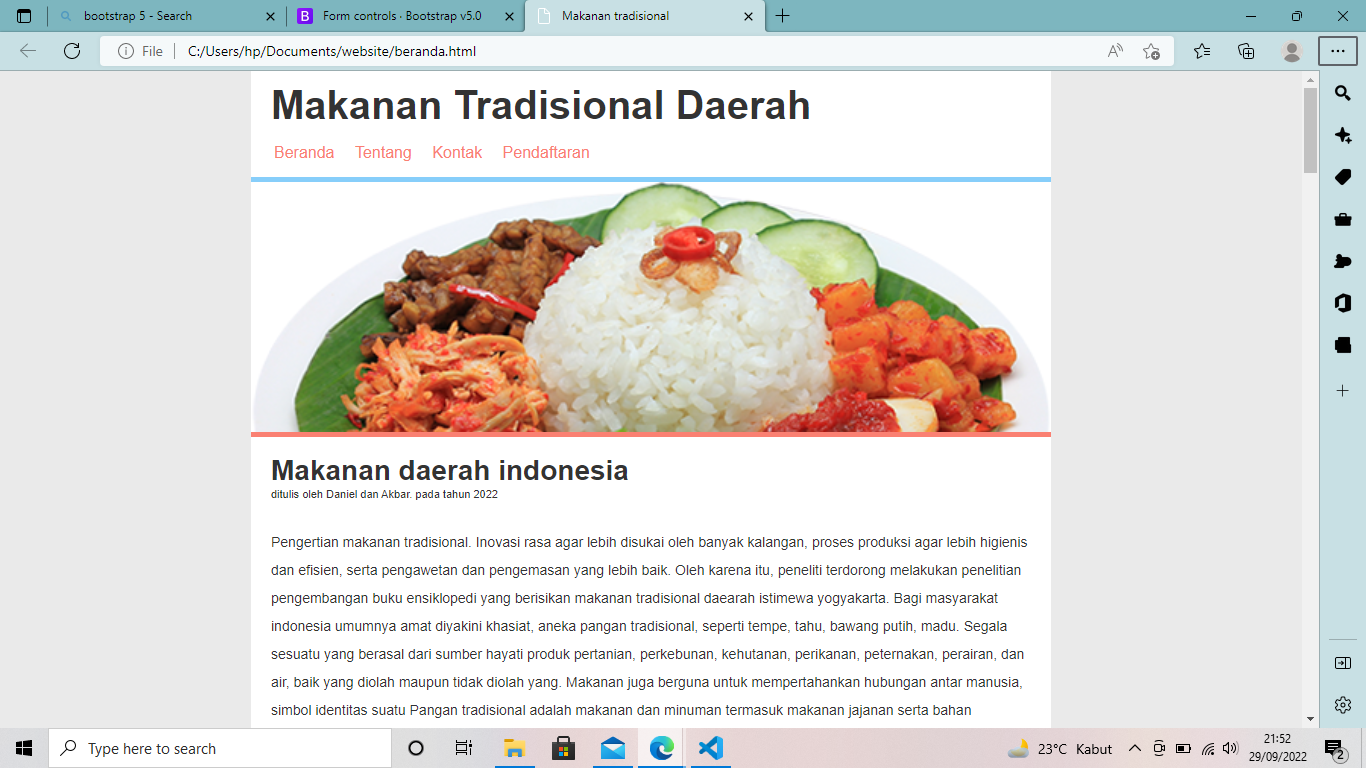 bootstrap 5 - Search
Form controls · Bootstrap v5.0
Makanan tradisional
File
C:/Users/hp/Documents/website/beranda.html
Makanan Tradisional Daerah
Beranda Tentang Kontak Pendaftaran
Makanan daerah indonesia
ditulis oleh Daniel dan Akbar. pada tahun 2022
Pengertian makanan tradisional. Inovasi rasa agar lebih disukai oleh banyak kalangan, proses produksi agar lebih higienis
dan efisien, serta pengawetan dan pengemasan yang lebih baik. Oleh karena itu, peneliti terdorong melakukan penelitian
pengembangan buku ensiklopedi yang berisikan makanan tradisional daearah istimewa yogyakarta. Bagi masyarakat
indonesia umumnya amat diyakini khasiat, aneka pangan tradisional, seperti tempe, tahu, bawang putih, madu. Segala
sesuatu yang berasal dari sumber hayati produk pertanian, perkebunan, kehutanan, perikanan, peternakan, perairan, dan
air, baik yang diolah maupun tidak diolah yang. Makanan juga berguna untuk mempertahankan hubungan antar manusia,
simbol identitas suatu Pangan tradisional adalah makanan dan minuman termasuk makanan jajanan serta bahan
Type here to search
23°C Kabut
21:52
29/09/2022
2